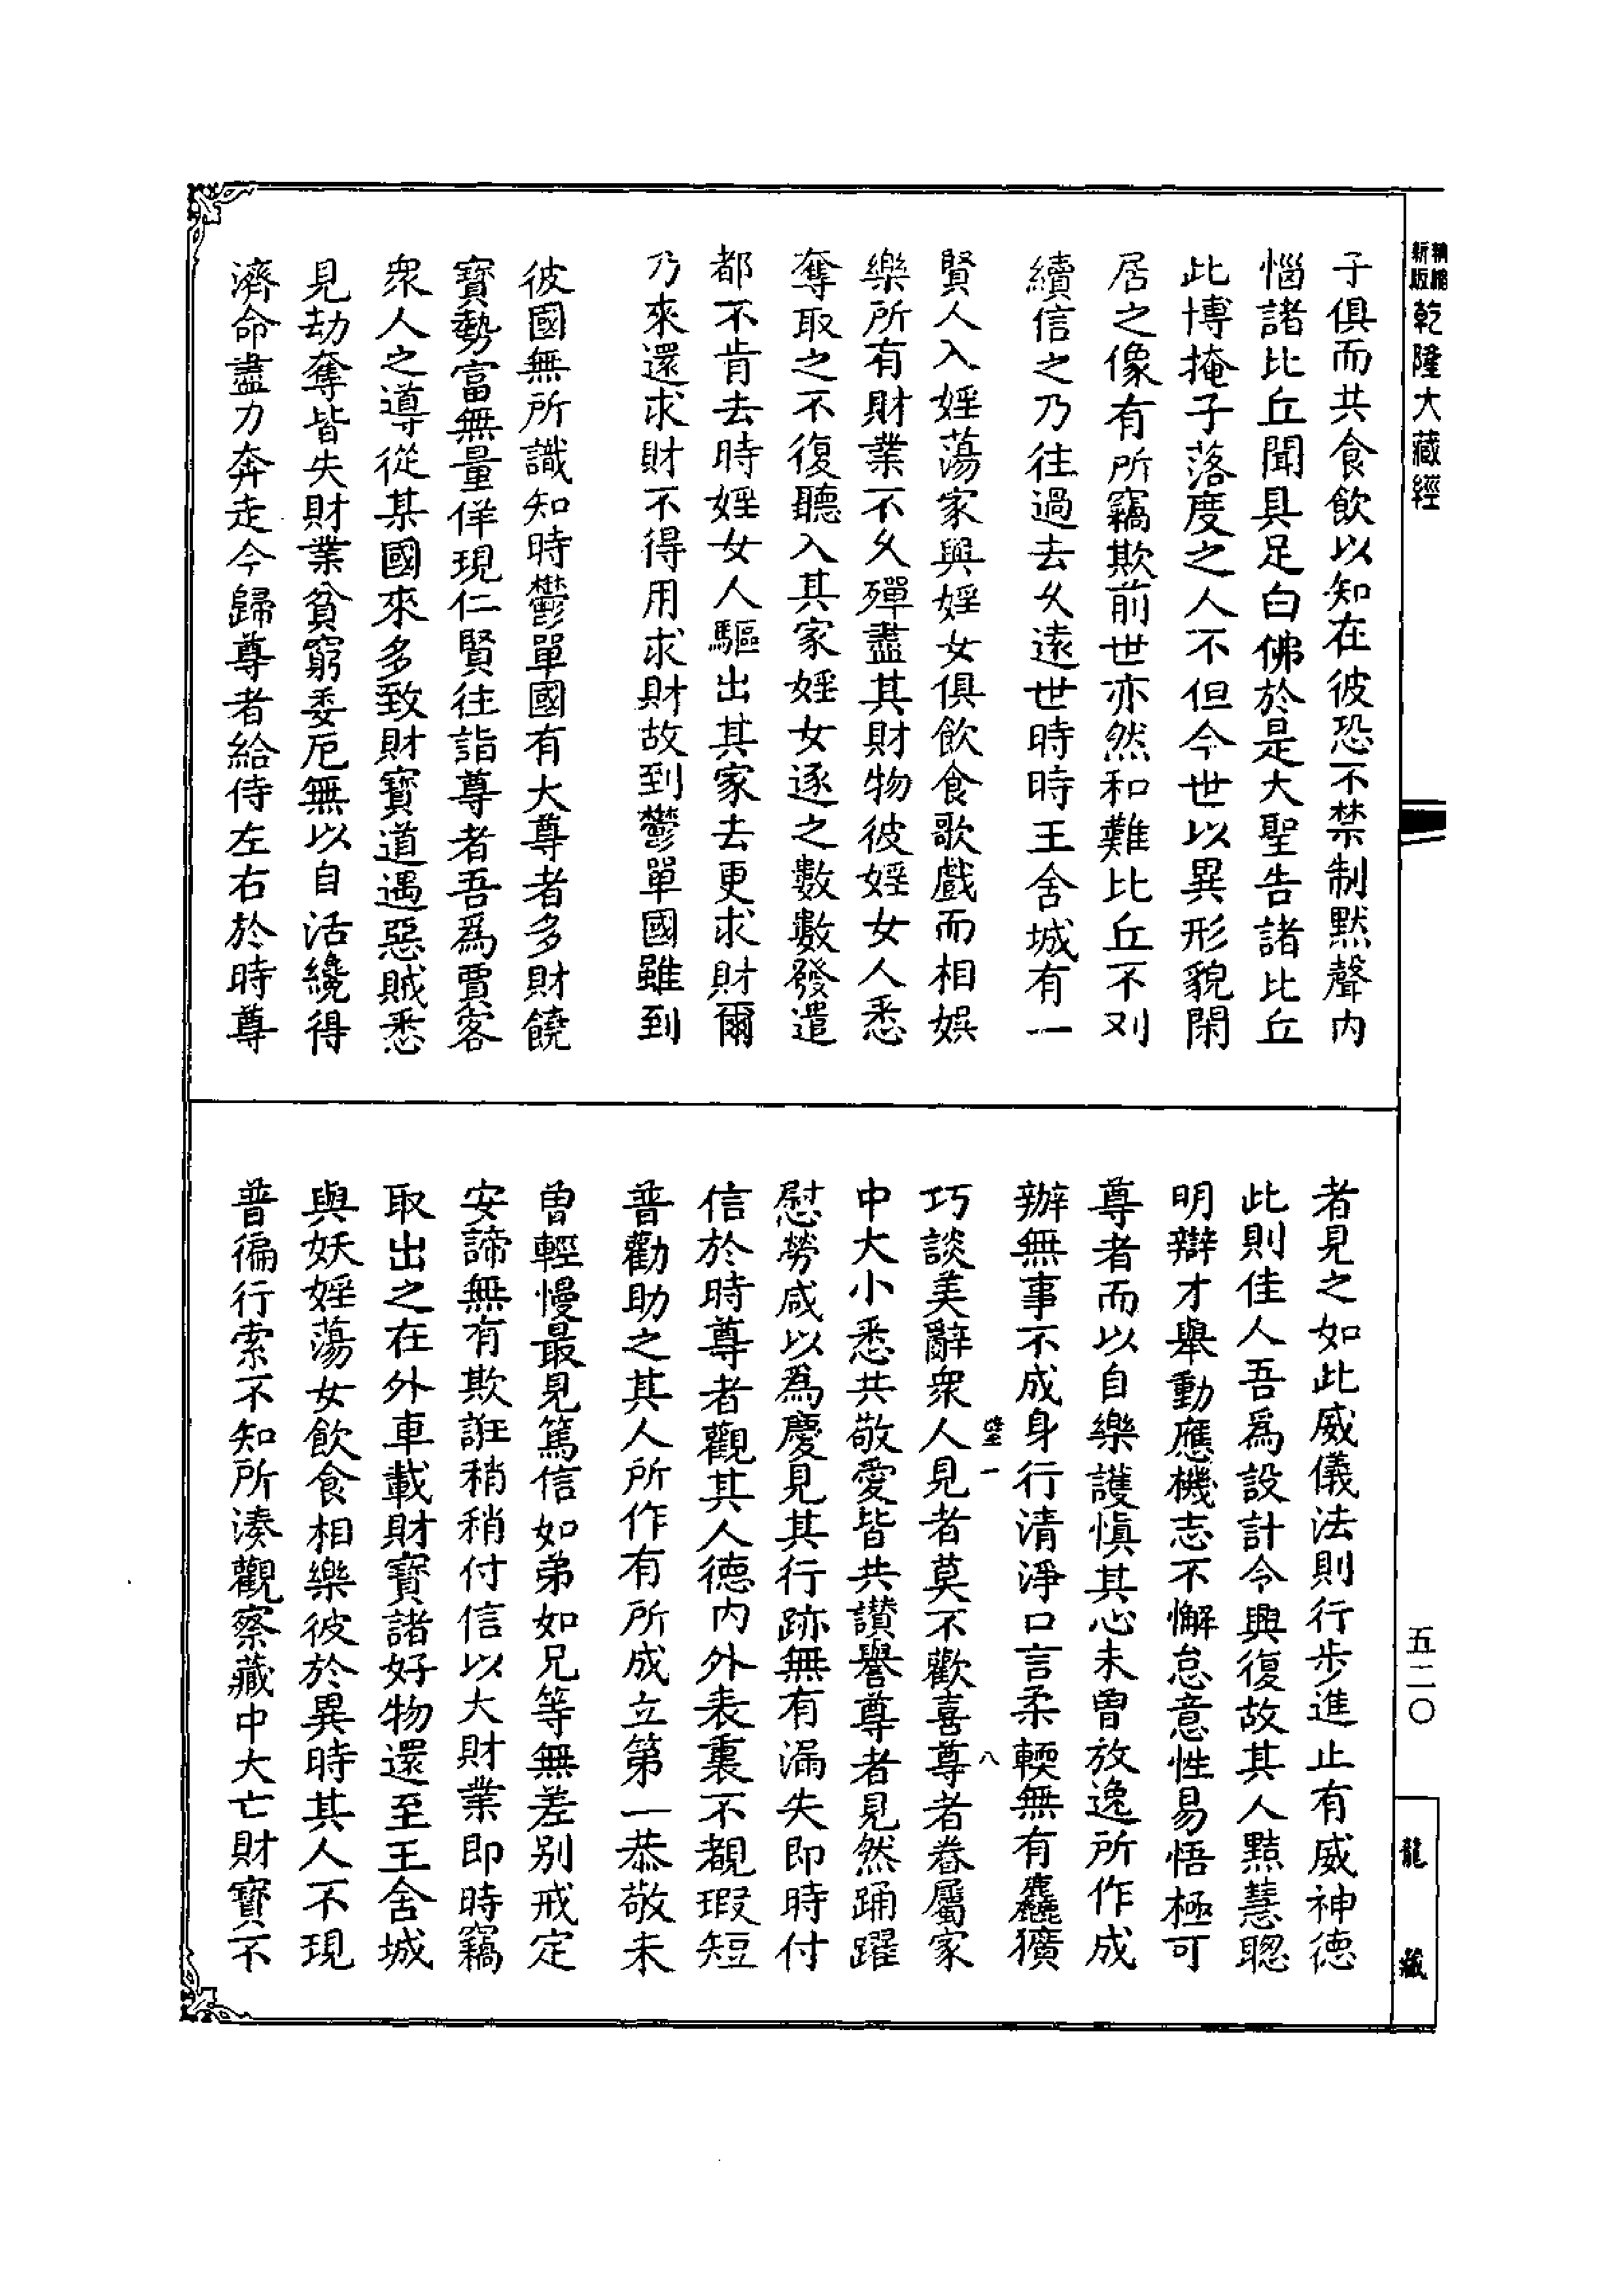 乾隆大藏經
子俱而共食飲以知在彼恐不禁制默聲內
惱諸比丘聞具足白佛於是大聖告諸比丘
此博掩子落度之人不但今世以異形貌閑
居之像有所竊欺前世亦然和難比丘不刈
續信之乃往過去久遠世時時王舍城有一
賢人入婬蕩家與婬女俱飲食歌戲而相娛
樂所有財業不久殫盡其財物彼婬女人悉
奪取之不復聽入其家婬女逐之數數發遣
都不肯去時婬女人驅出其家去更求財爾
乃來還求財不得用求財故到鬱單國雖到
彼國無所識知時鬱單國有大尊者多財饒
寶勢富無量佯現仁賢往詣尊者吾為賈客
衆人之導從某國來多致財寶道遇惡賊悉
見劫奪皆失財業貧窮委厄無以自活纔得
濟命盡力奔走今歸尊者給侍左右於時尊
者見之如此威儀法則行步進止有威神德
此則佳人吾為設計今興復故其人黠慧聰
明辯才舉動應機志不懈怠意性易悟極可
尊者而以自樂護慎其心未曾放逸所作成
辦無事不成身行清淨口言柔輭無有麤獷
一 八
巧談美辭衆人見者莫不歡喜尊者眷屬家
中大小悉共敬愛皆共讚譽尊者見然踊躍
慰勞咸以為慶見其行跡無有漏失即時付
信於時尊者觀其人德內外表裏不覩瑕短
普勸助之其人所作有所成立第一恭敬未
曾輕慢最見篤信如弟如兄等無差別戒定
安諦無有欺誑稍稍付信以大財業即時竊
取出之在外車載財寶諸好物還至王舍城
與妖婬蕩女飲食相樂彼於異時其人不現
普徧行索不知所湊觀察藏中大亡財寶不
五二〇
龍藏